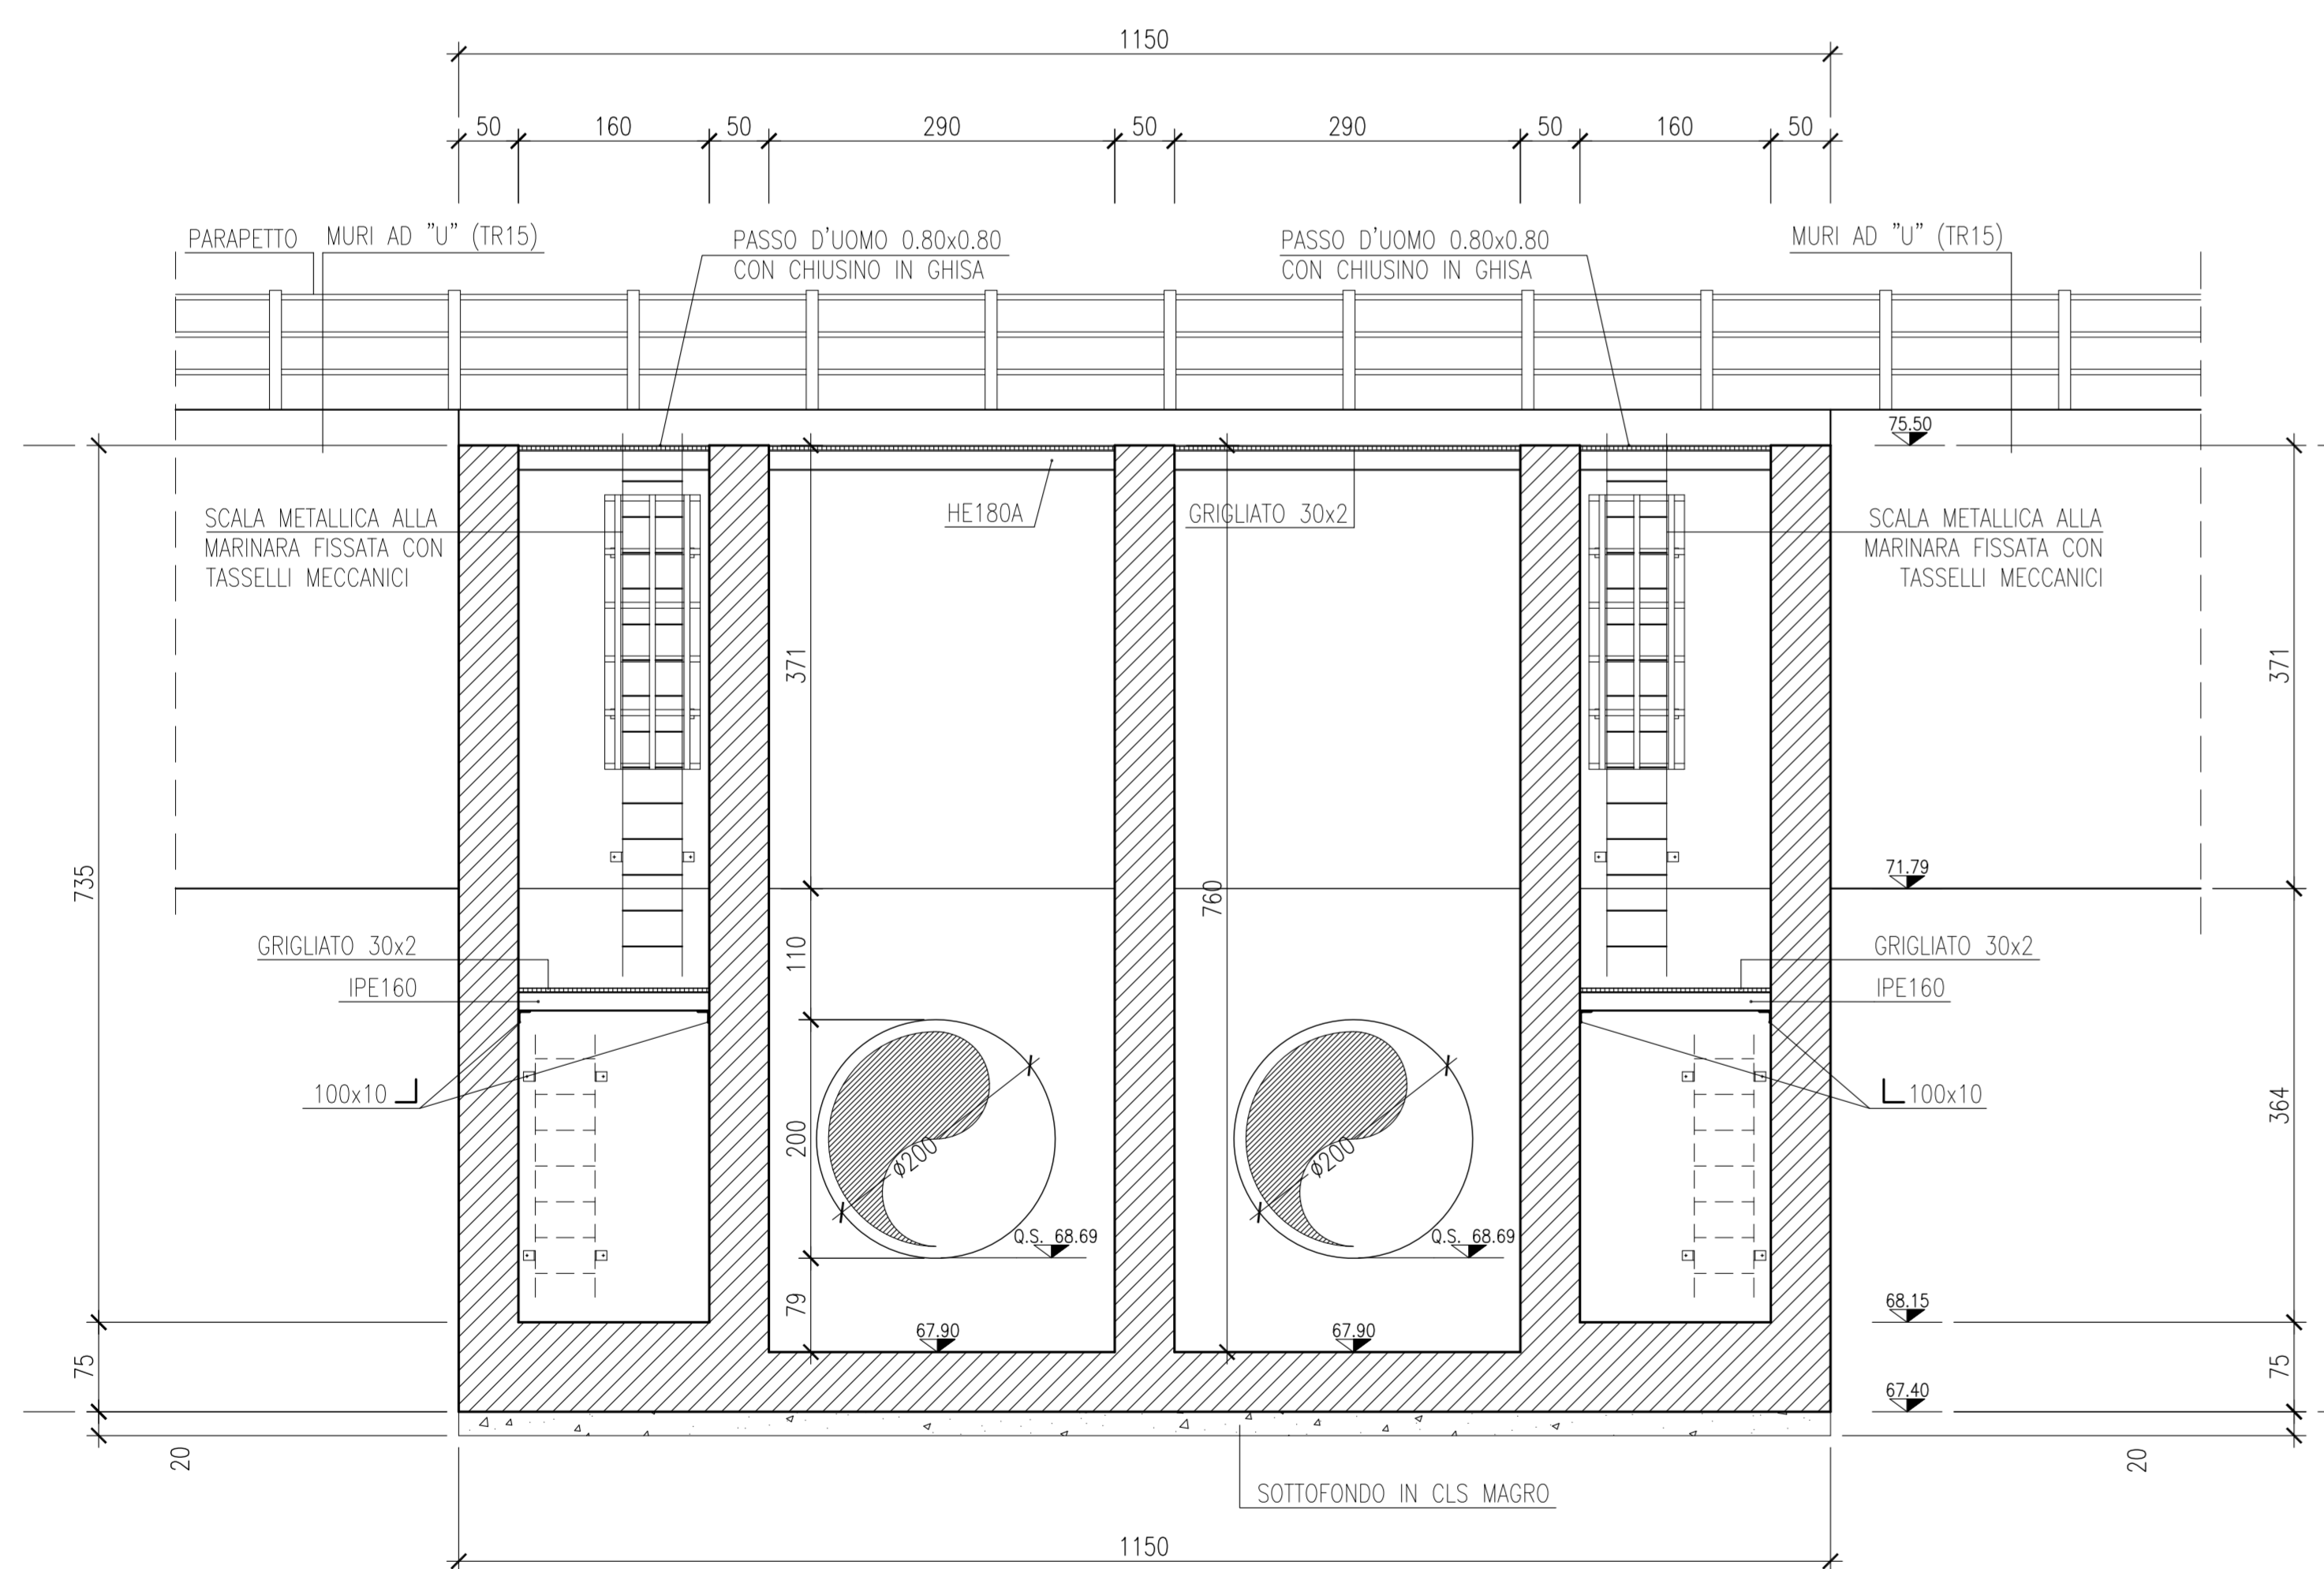 1150
50 160 50 290 50 290 50 160 50
PARAPETTO
MURI AD "U" (TR15)
PASSO D'UOMO 0.80x0.80
CON CHIUSINO IN GHISA
PASSO D'UOMO 0.80x0.80
CON CHIUSINO IN GHISA
MURI AD "U" (TR15)
75.50
SCALA METALLICA ALLA
MARINARA FISSATA CON
TASSELLI MECCANICI
HE180A
GRIGLIATO 30x2
SCALA METALLICA ALLA
MARINARA FISSATA CON
TASSELLI MECCANICI
371
371
735
760
71.79
GRIGLIATO 30x2
IPE160
110
GRIGLIATO 30x2
IPE160
100x10
200
ø200
ø200
100x10
364
Q.S. 68.69
Q.S. 68.69
79
67.90
67.90
68.15
75
67.40
75
20
20
SOTTOFONDO IN CLS MAGRO
1150